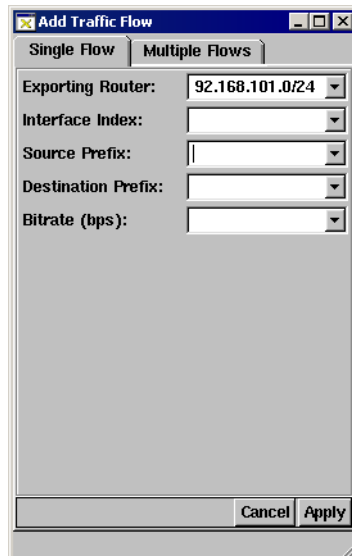 Add Traffic Flow
Single Flow Multiple Flows
Exporting Router: 92.168.101.0/24
Interface Index:
Source Prefix:
Destination Prefix:
Bitrate (bps):
Cancel Apply